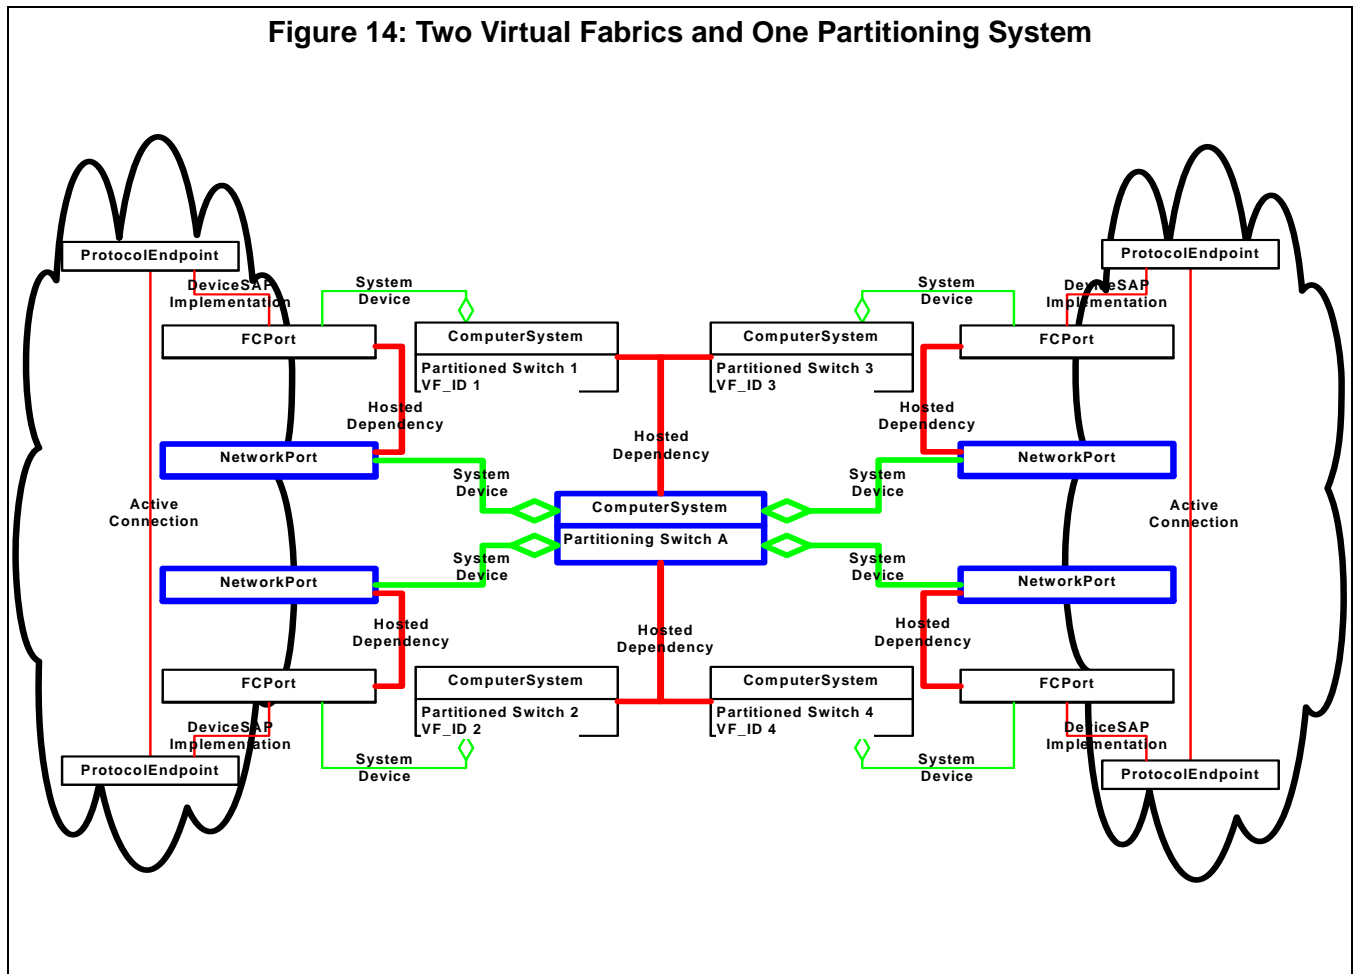 Figure 14: Two Virtual Fabrics and One Partitioning System
ProtocolEndpoint
ProtocolEndpoint
DeviceSAP
Implementation
System
Device
System
Device
DeviceSAP
Implementation
FCPort
ComputerSystem
ComputerSystem
FCPort
Partitioned Switch 1
VF_ID 1
Partitioned Switch 3
VF_ID 3
Hosted
Dependency
Hosted
Dependency
Hosted
Dependency
NetworkPort
NetworkPort
System
Device
System
Device
Active
Connection
ComputerSystem
Active
Connection
Partitioning Switch A
System
Device
System
Device
NetworkPort
NetworkPort
Hosted
Dependency
Hosted
Dependency
Hosted
Dependency
FCPort
ComputerSystem
ComputerSystem
FCPort
Partitioned Switch 2
VF_ID 2
Partitioned Switch 4
VF_ID 4
DeviceSAP
Implementation
System
Device
System
Device
DeviceSAP
Implementation
ProtocolEndpoint
ProtocolEndpoint